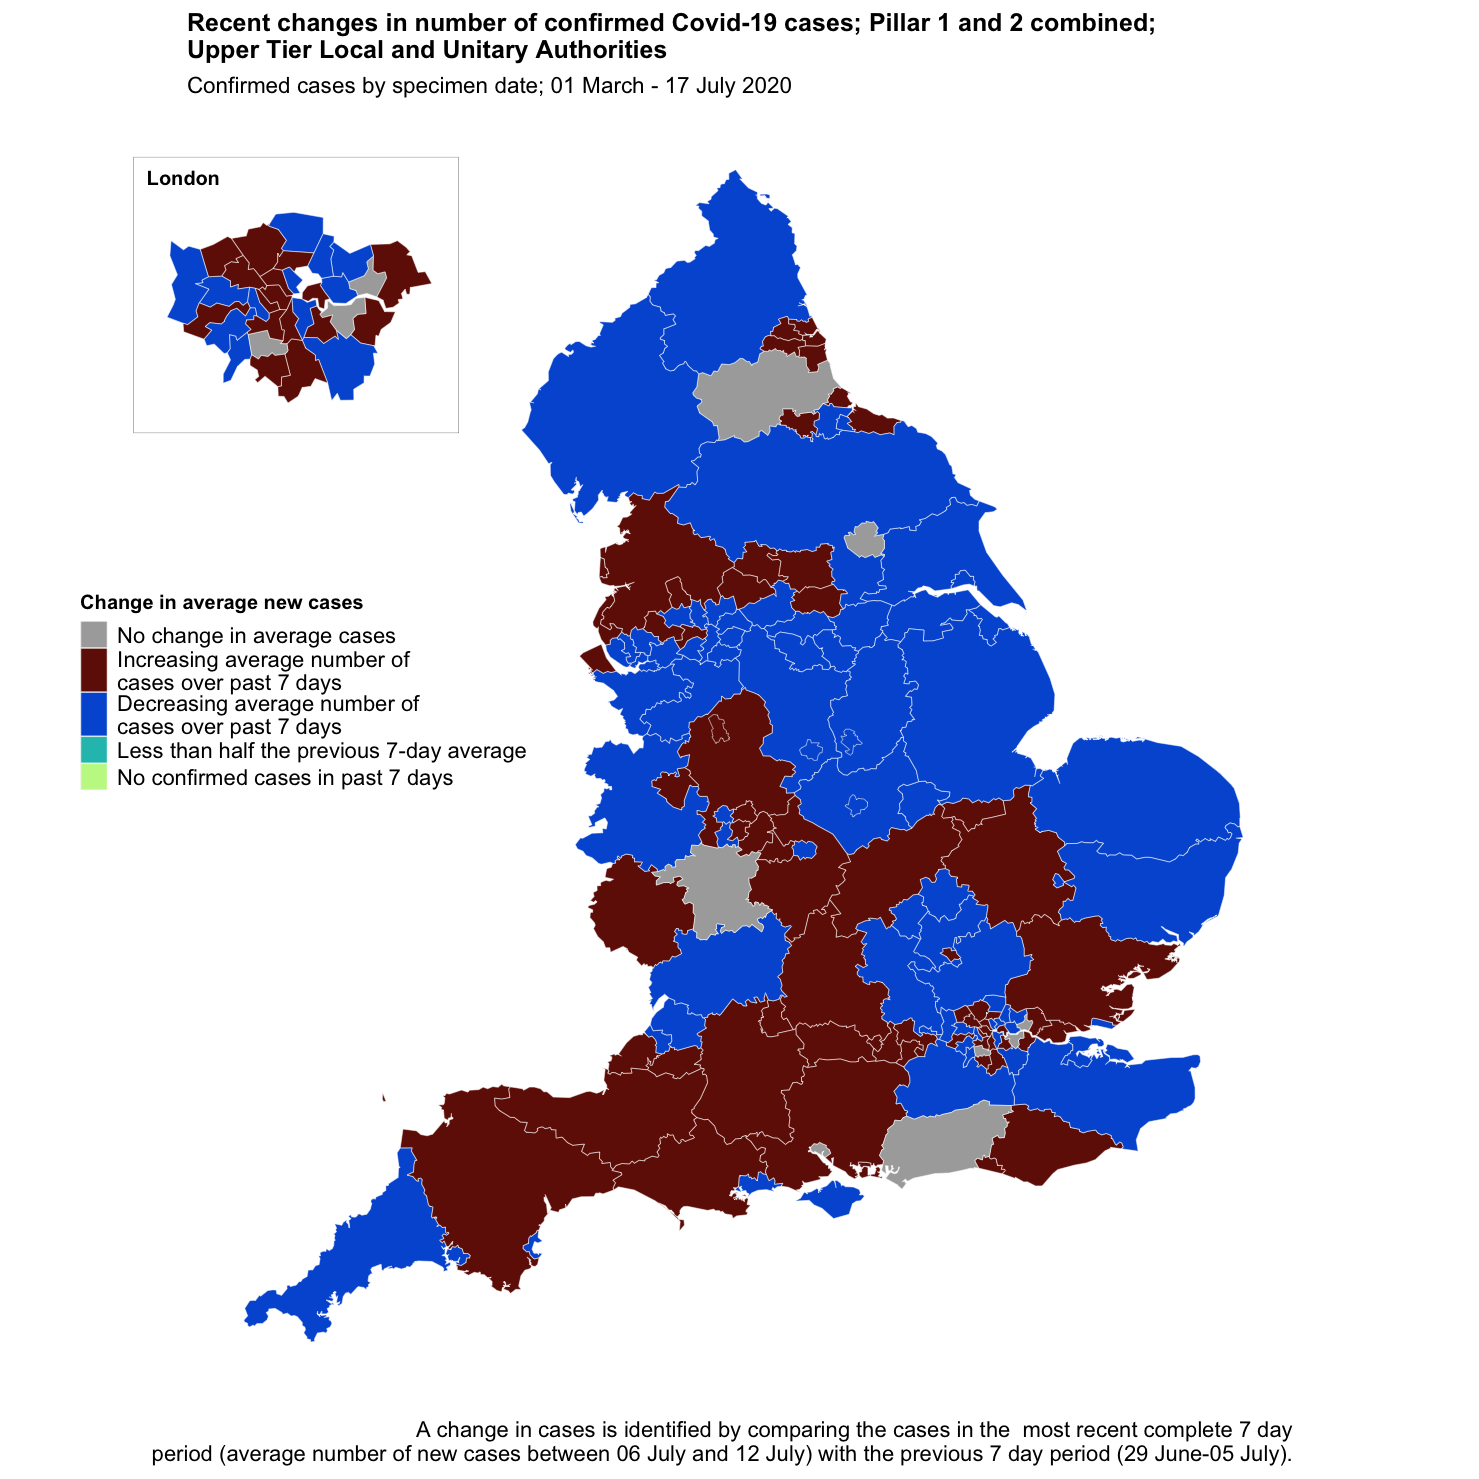 Recent changes in number of confirmed Covid-19 cases; Pillar 1 and 2 combined;
Upper Tier Local and Unitary Authorities
Confirmed cases by specimen date; 01 March - 17 July 2020
London
Change in average new cases
No change in average cases
Increasing average number of
cases over past 7 days
Decreasing average number of
cases over past 7 days
Less than half the previous 7-day average
No confirmed cases in past 7 days
A change in cases is identified by comparing the cases in the  most recent complete 7 day
period (average number of new cases between 06 July and 12 July) with the previous 7 day period (29 June-05 July).